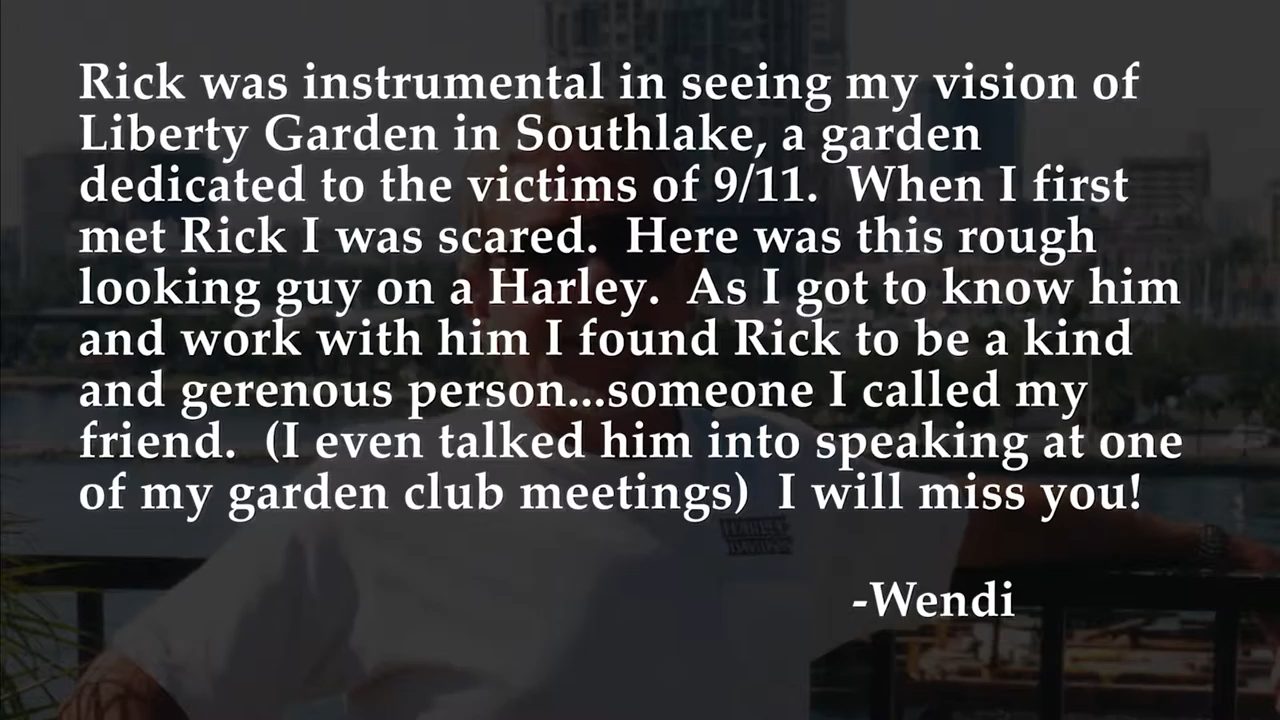 Rick was instrumental in seeing my vision of
Liberty Garden in Southlake, a garden
dedicated to the victims of 9/11.  When I first
met Rick I was scared.  Here was this rough
looking guy on a Harley.  As I got to know him
and work with him I found Rick to be a kind
and gerenous person...someone I called my
friend.  (I even talked him into speaking at one
of my garden club meetings)  I will miss you!
-Wendi